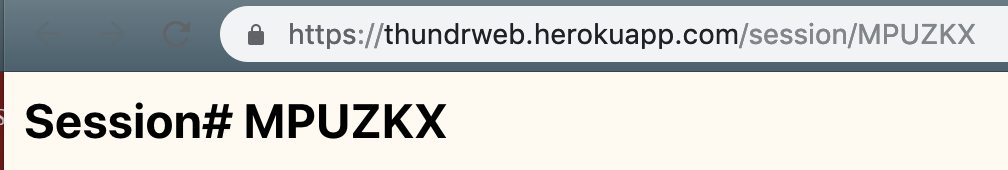 https://thundrweb.herokuapp.com/session/MPUZKX
Session# MPUZKX